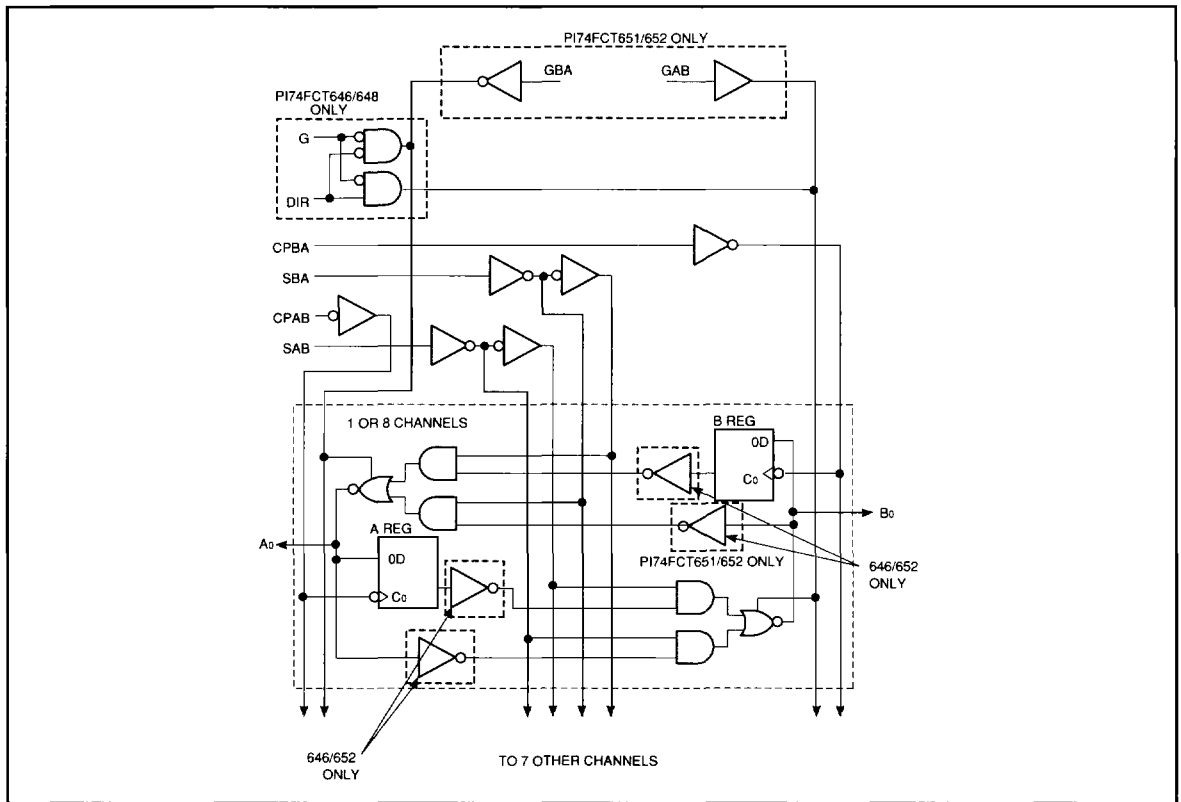 PI74FCT651/652 ONLY
GBA
GAB
PI74FCT646/648
ONLY
G
DIR
CPBA
SBA
CPAB
SAB
1 OR 8 CHANNELS
B REG
0D
C0
B0
A0
A REG
0D
C0
PI74FCT651/652 ONLY
646/652
ONLY
646/652
ONLY
TO 7 OTHER CHANNELS